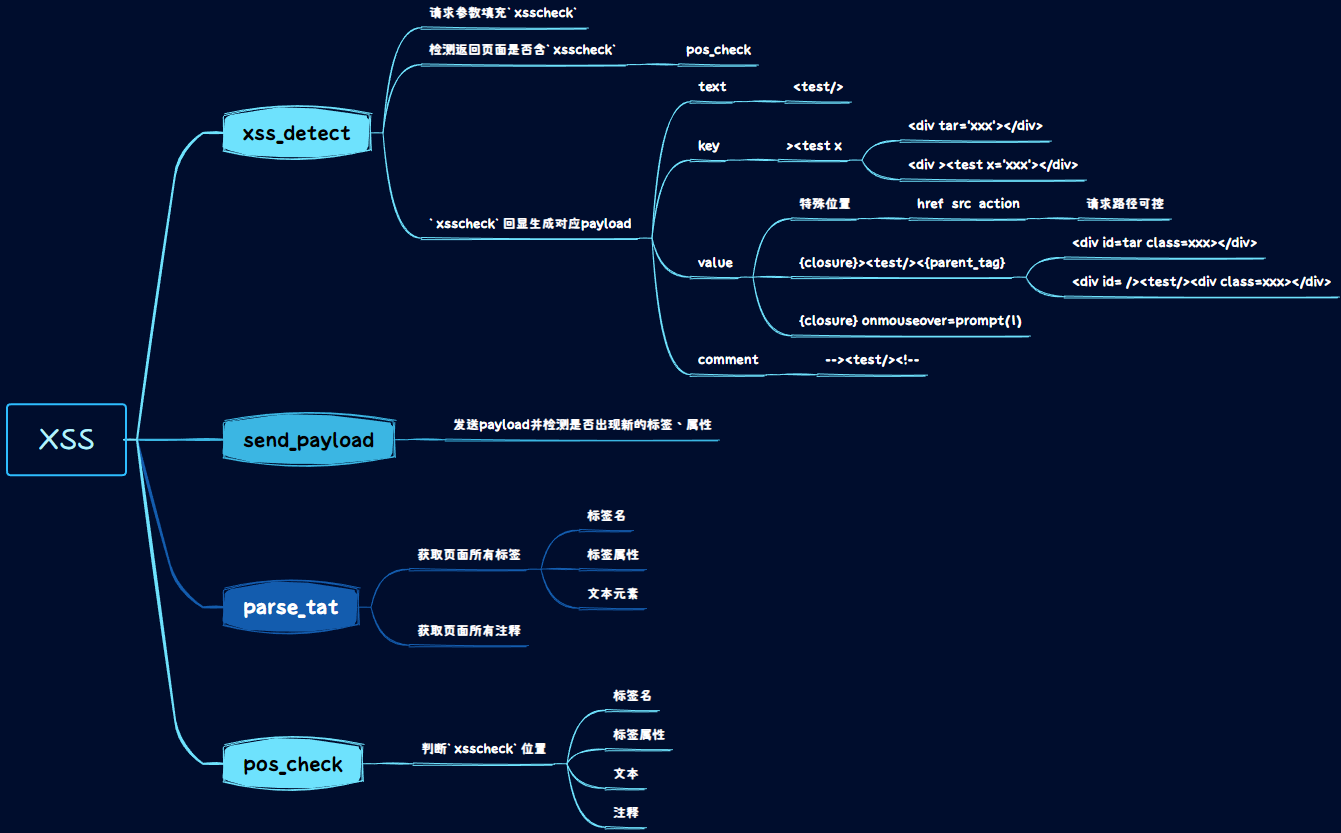 XSS
xss_detect
请求参数填充`xsscheck`
检测返回页面是否含`xsscheck`
pos_check
`xsscheck`回显生成对应payload
text
<test/>
key
><test x
<div tar='xxx'></div>
<div ><test x='xxx'></div>
value
特殊位置
href src action
请求路径可控
{closure}><test/><{parent_tag}
<div id=tar class=xxx></div>
<div id= /><test/><div class=xxx></div>
{closure} onmouseover=prompt(1)
comment
--><test/><!--
send_payload
发送payload并检测是否出现新的标签、属性
parse_tat
获取页面所有标签
标签名
标签属性
文本元素
获取页面所有注释
pos_check
判断`xsscheck`位置
标签名
标签属性
文本
注释